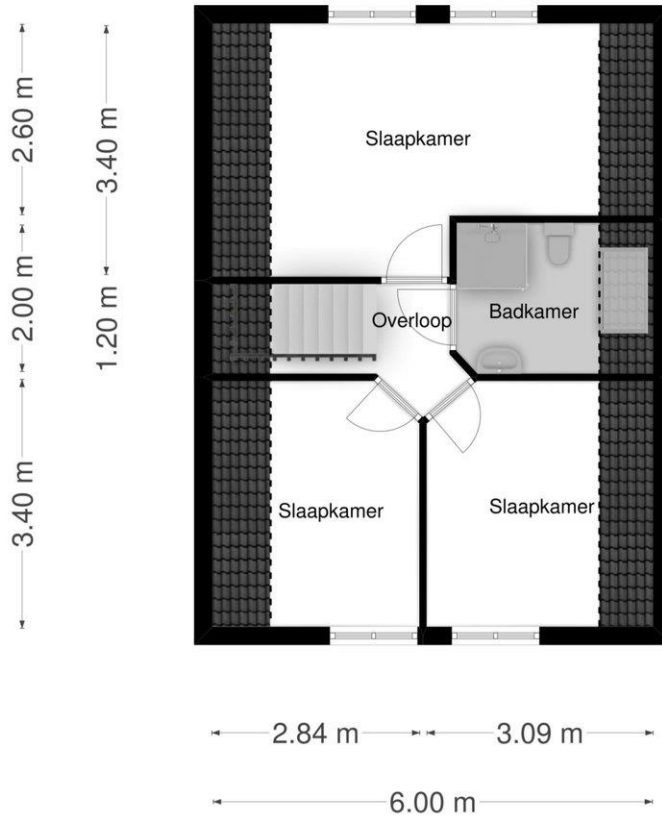 2.60 m
3.40 m
Slaapkamer
2.00 m
1.20 m
Overloop
Badkamer
3.40 m
Slaapkamer
Slaapkamer
2.84 m
3.09 m
6.00 m